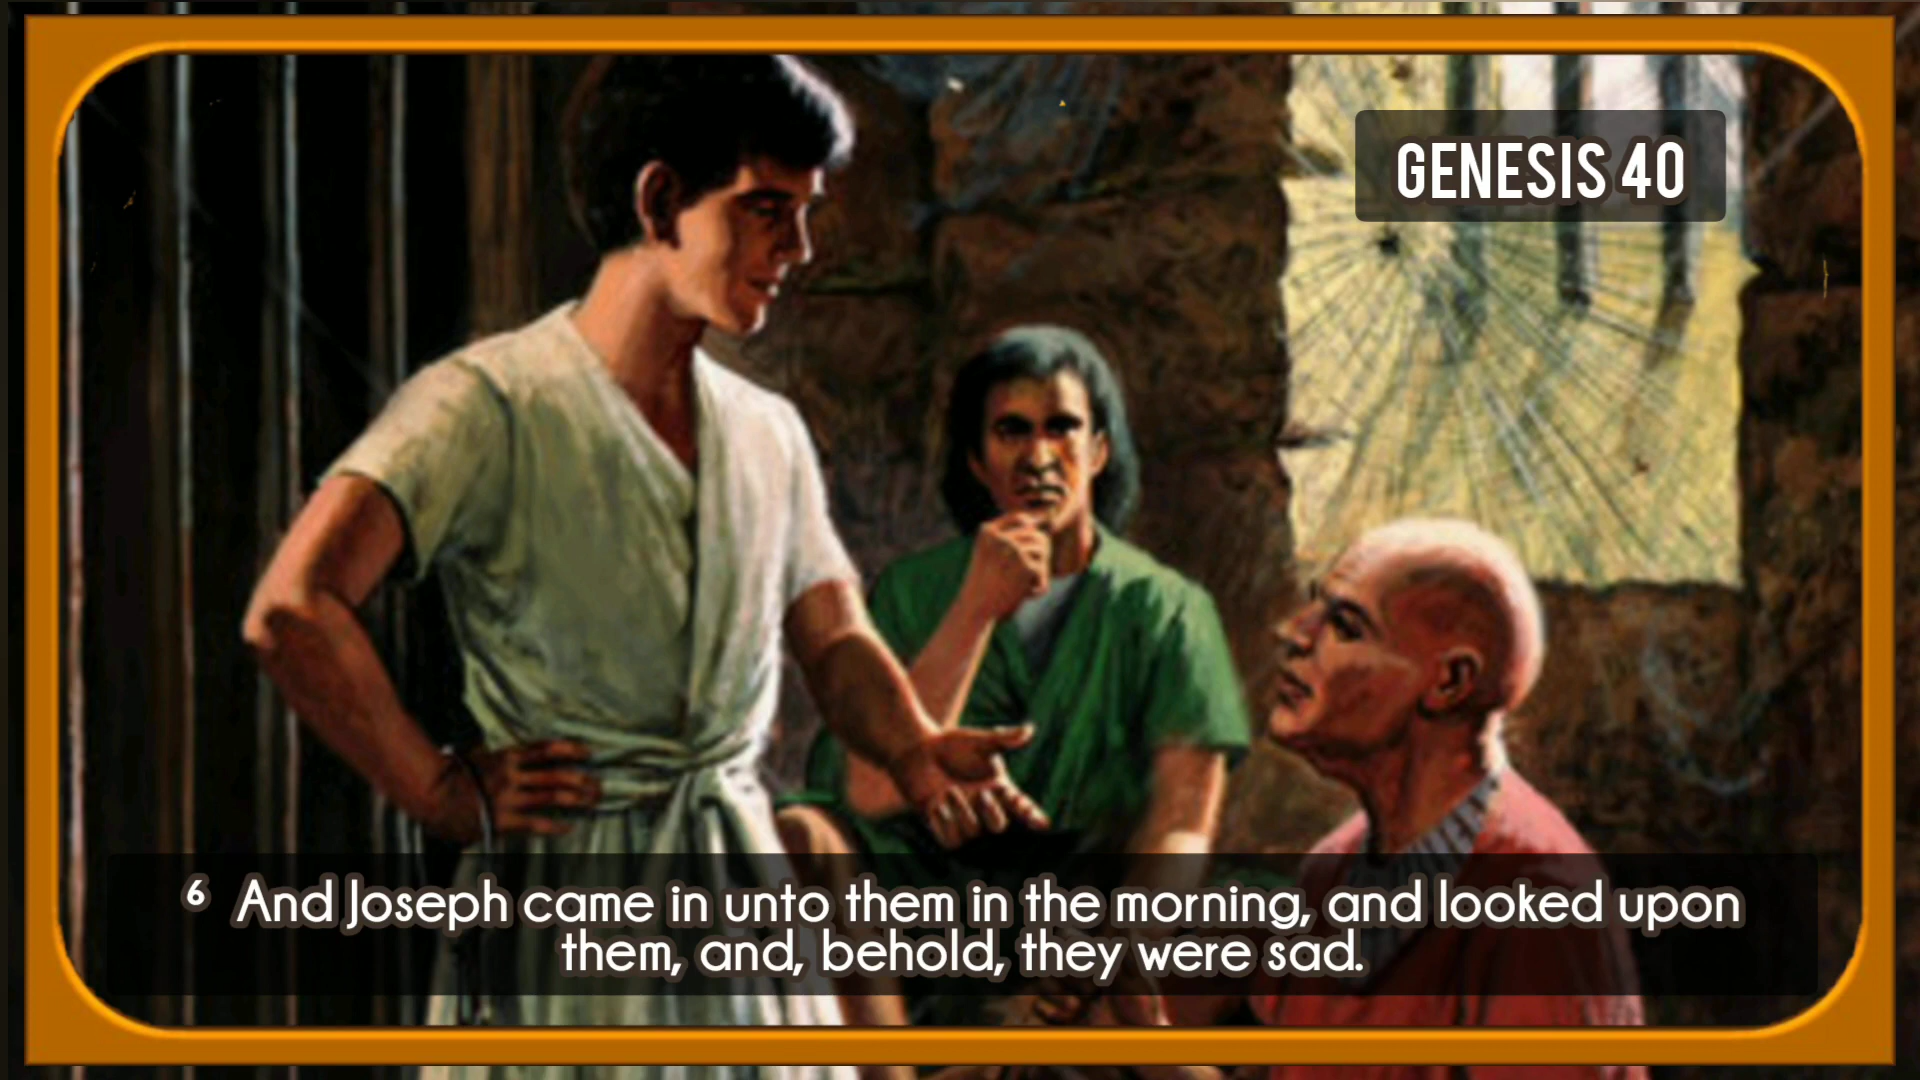 GENESIS 40
6 And Joseph came in unto them in the morning, and looked upon
them, and, behold, they were sad.